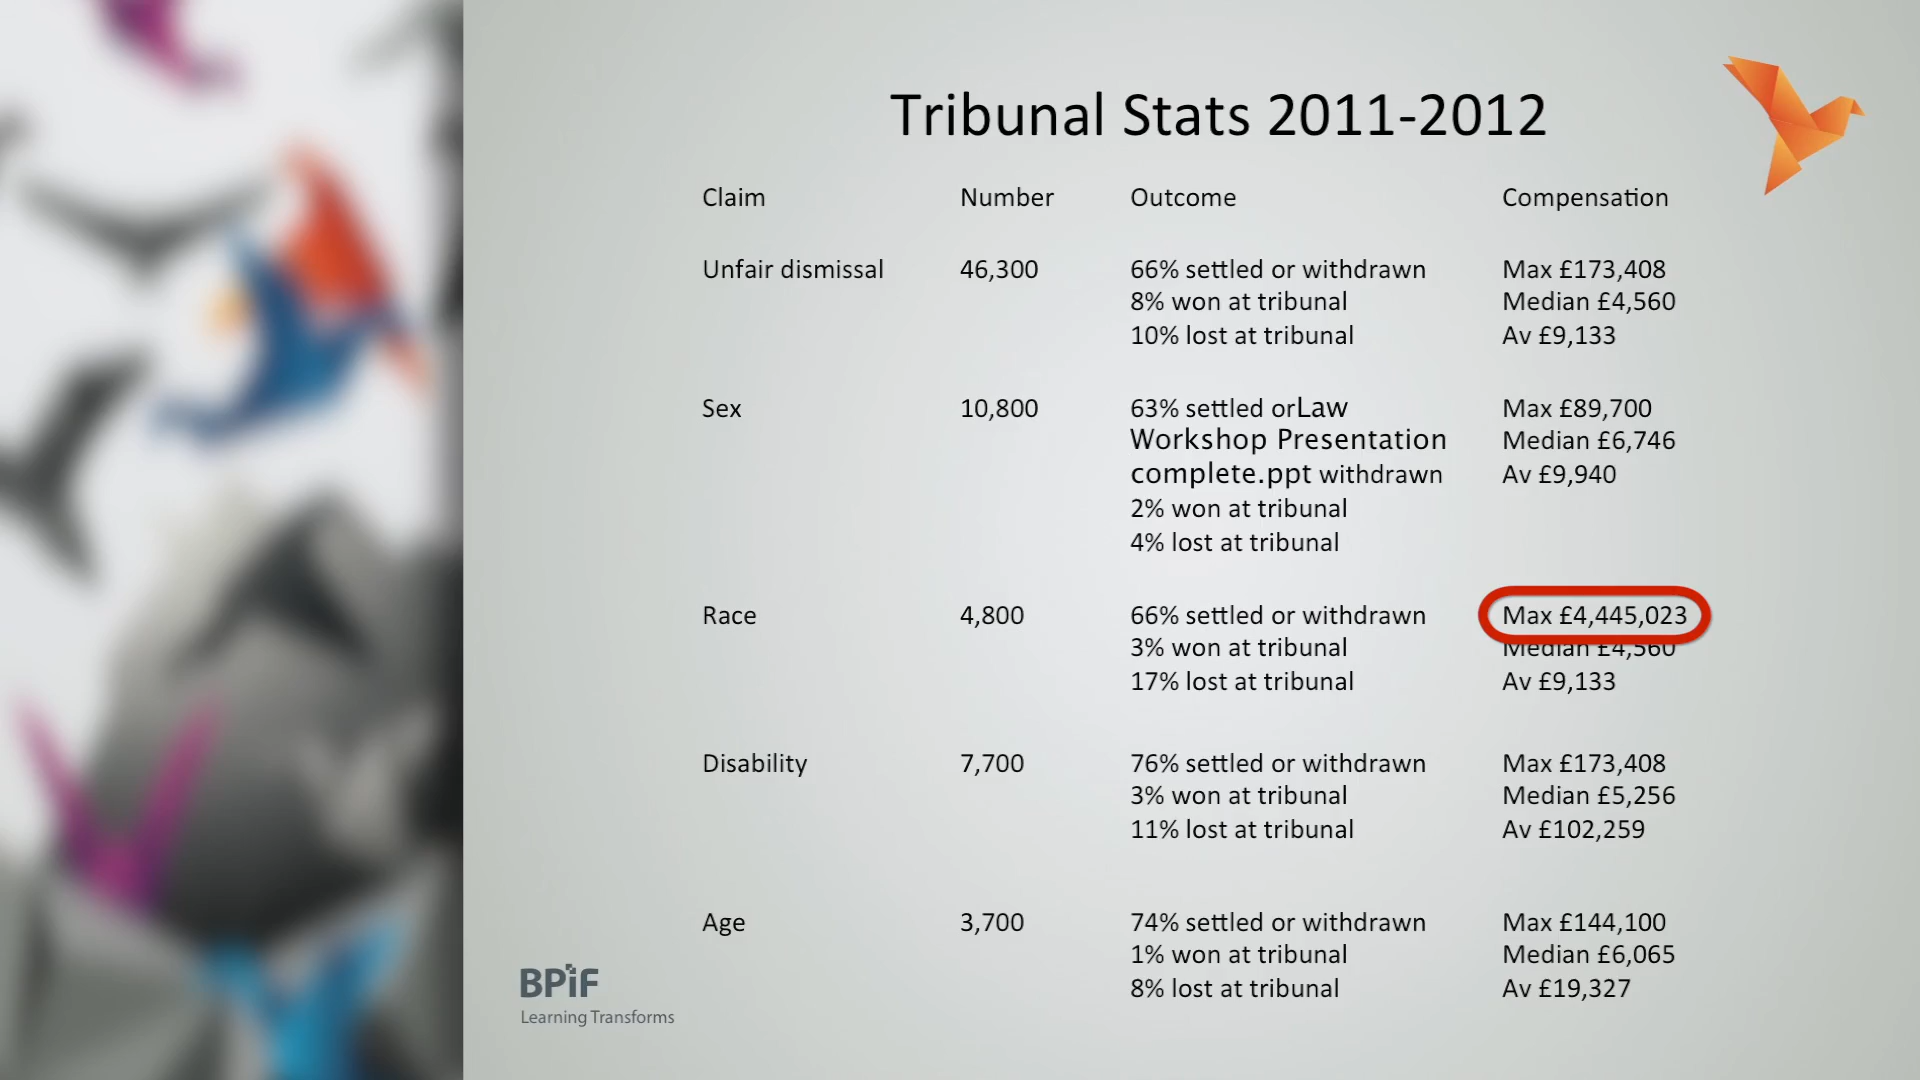 Tribunal Stats 2011-2012
Claim Number Outcome Compensation
Unfair dismissal 46,300 66% settled or withdrawn Max £173,408
8% won at tribunal Median £4,560
10% lost at tribunal Av £9,133
Sex 10,800 63% settled orLaw Max £89,700
Workshop Presentation Median £6,746
complete.ppt withdrawn Av £9,940
2% won at tribunal
4% lost at tribunal
Race 4,800 66% settled or withdrawn Max £4,445,023
3% won at tribunal Median £4,560
17% lost at tribunal Av £9,133
Disability 7,700 76% settled or withdrawn Max £173,408
3% won at tribunal Median £5,256
11% lost at tribunal Av £102,259
Age 3,700 74% settled or withdrawn Max £144,100
1% won at tribunal Median £6,065
8% lost at tribunal Av £19,327
BPiF
Learning Transforms